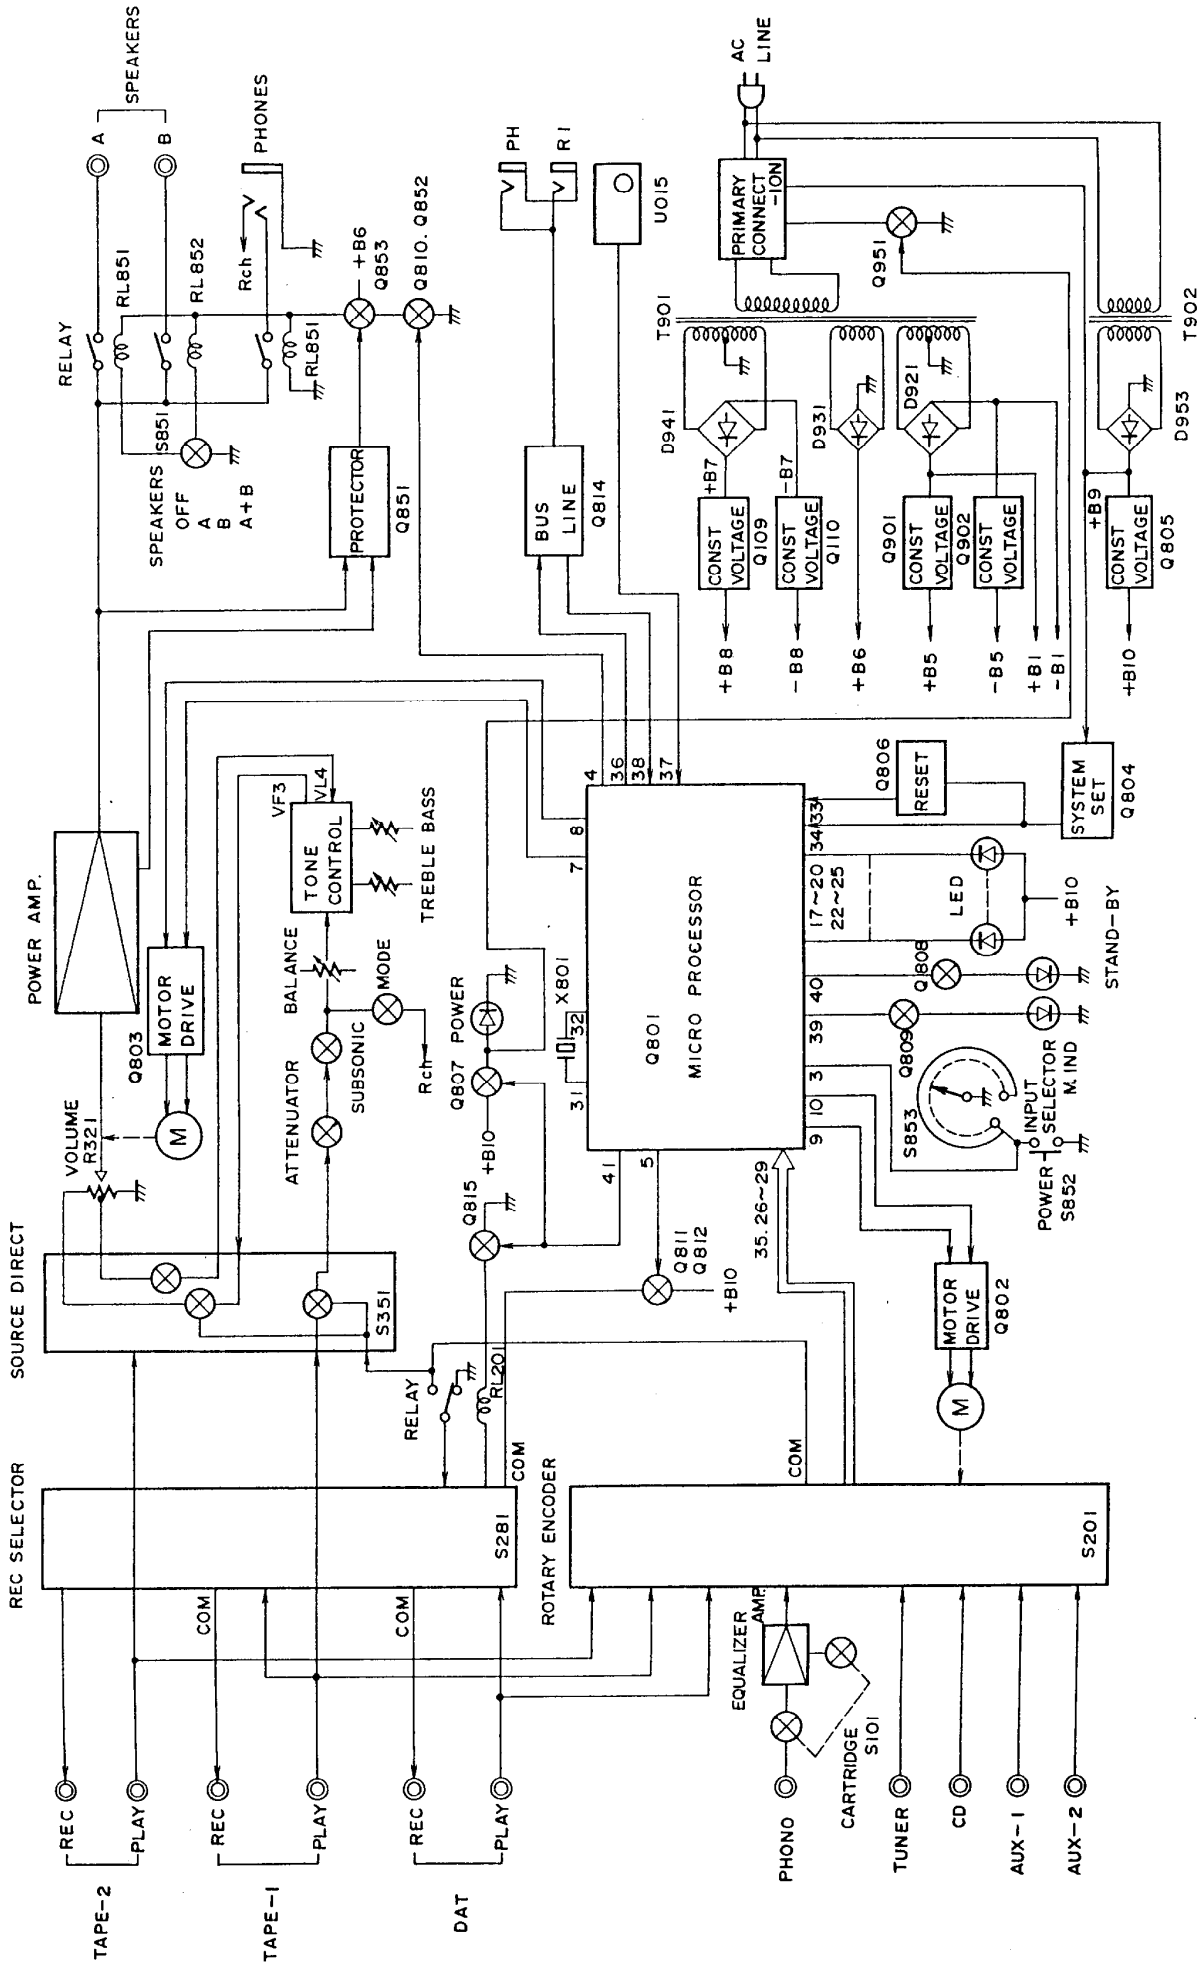 TAPE-2
REC
PLAY
TAPE-1
REC
PLAY
DAT
REC
PLAY
COM
COM
REC SELECTOR
S281
COM
RELAY
RL201
SOURCE DIRECT
S351
VOLUME
R321
M
MOTOR
DRIVE
Q803
POWER AMP.
ATTENUATOR
SUBSONIC
BALANCE
MODE
Rch
TONE
CONTROL
VF3
VL4
TREBLE
BASS
RELAY
SPEAKERS
A
B
RL851
RL852
SPEAKERS
S851
OFF
A
B
A+B
Rch
PHONES
RL851
+B6
Q853
Q810. Q852
PROTECTOR
Q851
PHONO
CARTRIDGE
S101
EQUALIZER
AMP.
TUNER
CD
AUX-1
AUX-2
ROTARY ENCODER
S201
COM
M
MOTOR
DRIVE
Q802
35. 26~29
Q815
Q811
Q812
+B10
+B10
Q807
POWER
X801
31
32
41
5
7
8
4
36
38
37
Q801
MICRO PROCESSOR
9
10
3
39
40
17~20
22~25
34
33
S853
INPUT
SELECTOR
POWER
S852
Q809
M. IND
Q808
STAND-BY
LED
+B10
Q806
RESET
SYSTEM
SET
Q804
BUS
LINE
Q814
PH
RI
U015
AC
LINE
PRIMARY
CONNECT
-ION
Q951
T901
T902
D941
D931
D921
D953
+B7
-B7
+B9
CONST
VOLTAGE
Q109
CONST
VOLTAGE
Q110
Q901
CONST
VOLTAGE
Q902
CONST
VOLTAGE
CONST
VOLTAGE
Q805
+B8
-B8
+B6
+B5
-B5
+B1
-B1
+B10